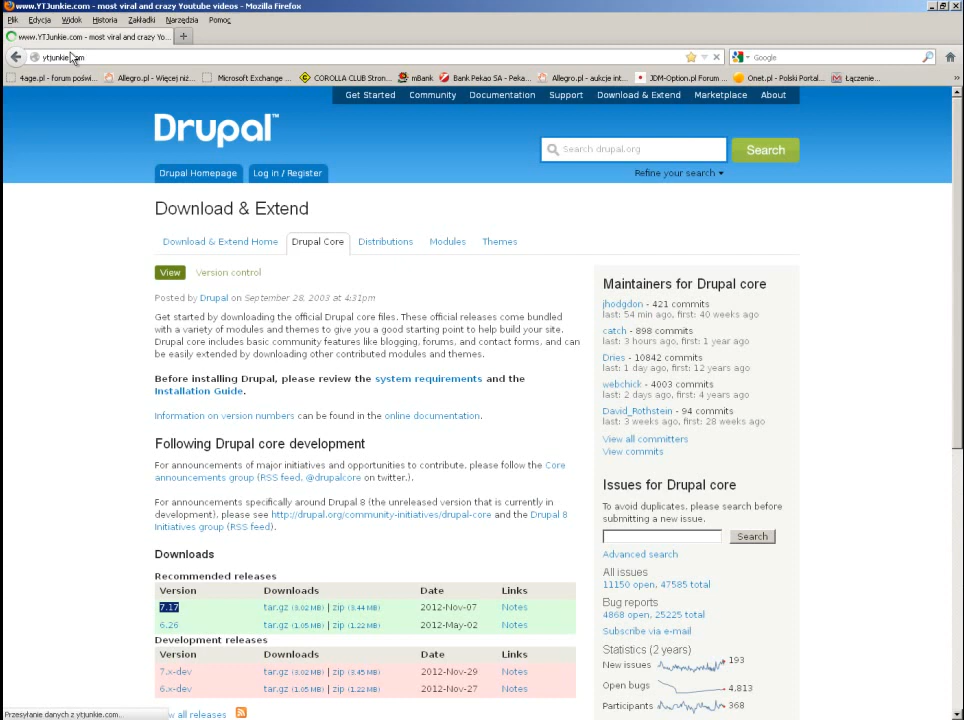 www.YTJunkie.com - most viral and crazy Youtube videos - Mozilla Firefox
Plik Edycja Widok Historia Zakładki Narzędzia Pomoc
www.YTJunkie.com - most viral and crazy Yo... +
Google
4age.pl - forum poświ... Allegro.pl - Więcej niż... Microsoft Exchange ... COROLLA CLUB Stron... mBank Bank Pekao SA - Peka... Allegro.pl - aukcje int... JDM-Option.pl Forum ... Onet.pl - Polski Portal... Łączenie... »
Get Started Community Documentation Support Download & Extend Marketplace About
Drupal™
Search drupal.org Search
Drupal Homepage Log in / Register Refine your search
Download & Extend
Download & Extend Home Drupal Core Distributions Modules Themes
View Version control
Posted by Drupal on September 28, 2003 at 4:31pm
Get started by downloading the official Drupal core files. These official releases come bundled
with a variety of modules and themes to give you a good starting point to help build your site.
Drupal core includes basic community features like blogging, forums, and contact forms, and can
be easily extended by downloading other contributed modules and themes.
Before installing Drupal, please review the system requirements and the
Installation Guide.
Information on version numbers can be found in the online documentation.
Following Drupal core development
For announcements of major initiatives and opportunities to contribute, please follow the Core
announcements group (RSS feed, @drupalcore on twitter.).
For announcements specifically around Drupal 8 (the unreleased version that is currently in
development), please see http://drupal.org/community-initiatives/drupal-core and the Drupal 8
Initiatives group (RSS feed).
Downloads
Recommended releases
Version Downloads Date Links
7.17 tar.gz (3.02 MB) | zip (3.44 MB) 2012-Nov-07 Notes
6.26 tar.gz (1.05 MB) | zip (1.22 MB) 2012-May-02 Notes
Development releases
Version Downloads Date Links
7.x-dev tar.gz (3.02 MB) | zip (3.45 MB) 2012-Nov-29 Notes
6.x-dev tar.gz (1.05 MB) | zip (1.22 MB) 2012-Nov-27 Notes
w all releases
Maintainers for Drupal core
jhodgdon - 421 commits
last: 54 min ago, first: 40 weeks ago
catch - 898 commits
last: 3 hours ago, first: 1 year ago
Dries - 10842 commits
last: 1 day ago, first: 12 years ago
webchick - 4003 commits
last: 2 days ago, first: 4 years ago
David_Rothstein - 94 commits
last: 3 weeks ago, first: 28 weeks ago
View all committers
View commits
Issues for Drupal core
To avoid duplicates, please search before
submitting a new issue.
Search
Advanced search
All issues
11150 open, 47585 total
Bug reports
4868 open, 25225 total
Subscribe via e-mail
Statistics (2 years)
New issues 193
Open bugs 4,813
Participants 368
Przesyłanie danych z ytjunkie.com...